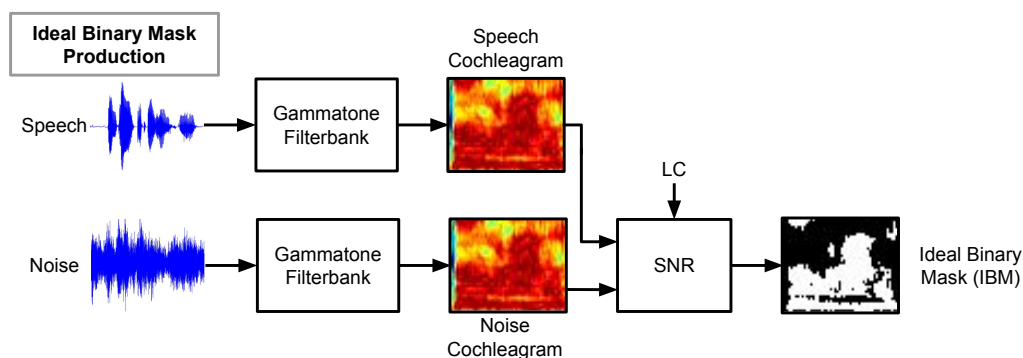 Ideal Binary Mask
Production
Speech
Cochleagram
Speech
Gammatone
Filterbank
LC
Noise
Gammatone
Filterbank
SNR
Ideal Binary
Mask (IBM)
Noise
Cochleagram